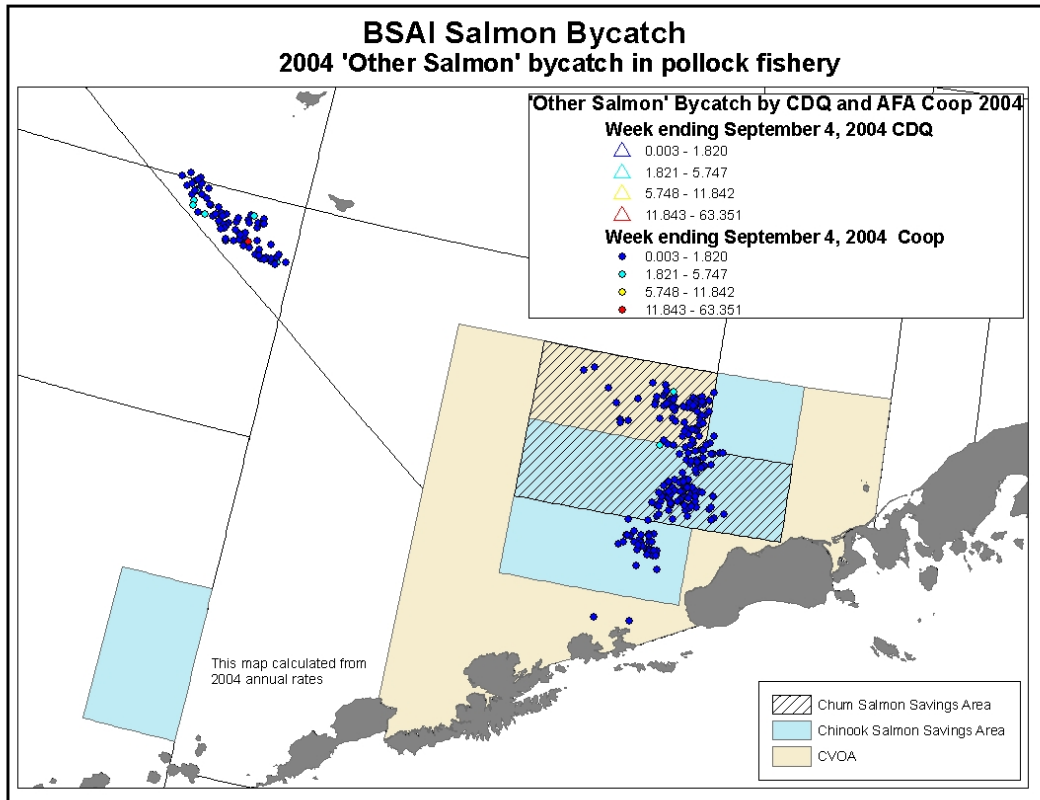 BSAI Salmon Bycatch
2004 'Other Salmon' bycatch in pollock fishery
'Other Salmon' Bycatch by CDQ and AFA Coop 2004
Week ending September 4, 2004 CDQ
0.003 - 1.820
1.821 - 5.747
5.748 - 11.842
11.843 - 63.351
Week ending September 4, 2004 Coop
0.003 - 1.820
1.821 - 5.747
5.748 - 11.842
11.843 - 63.351
This map calculated from
2004 annual rates
Chum Salmon Savings Area
Chinook Salmon Savings Area
CVOA